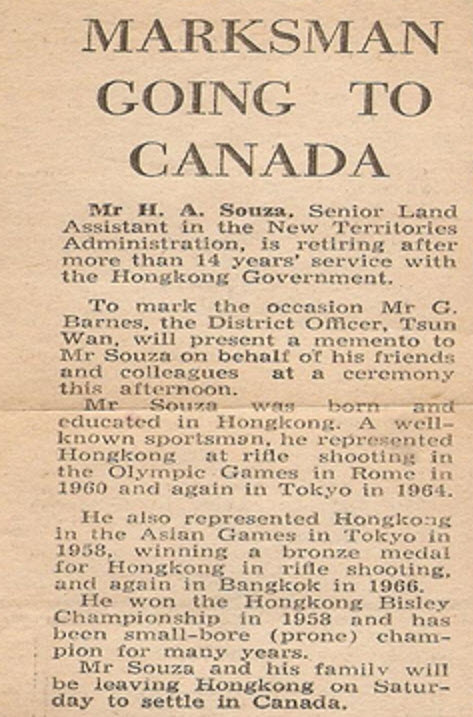 MARKSMAN
GOING TO
CANADA
Mr H. A. Souza, Senior Land
Assistant in the New Territories
Administration, is retiring after
more than 14 years' service with
the Hongkong Government.
To mark the occasion Mr G.
Barnes, the District Officer, Tsun
Wan, will present a memento to
Mr Souza on behalf of his friends
and colleagues at a ceremony
this afternoon.
Mr Souza was born and
educated in Hongkong. A well-
known sportsman, he represented
Hongkong at rifle shooting in
the Olympic Games in Rome in
1960 and again in Tokyo in 1964.
He also represented Hongkong
in the Asian Games in Tokyo in
1958, winning a bronze medal
for Hongkong in rifle shooting,
and again in Bangkok in 1966.
He won the Hongkong Bisley
Championship in 1958 and has
been small-bore (prone) cham-
pion for many years.
Mr Souza and his family will
be leaving Hongkong on Satur-
day to settle in Canada.